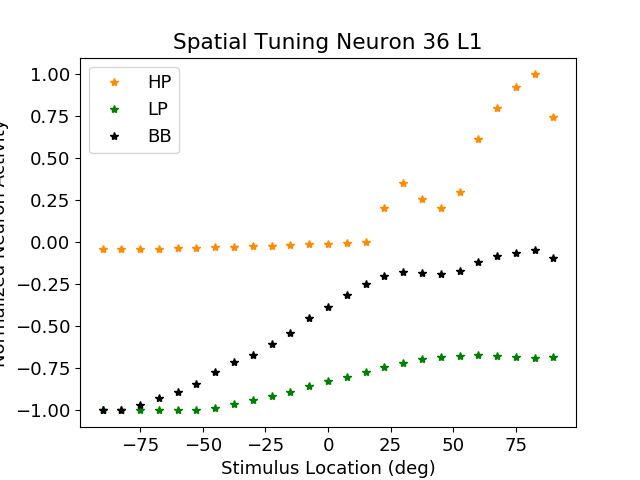 Spatial Tuning Neuron 36 L1
HP
LP
BB
1.00
0.75
0.50
0.25
0.00
−0.25
−0.50
−0.75
−1.00
Normalized Neuron Activity
−75
−50
−25
0
25
50
75
Stimulus Location (deg)